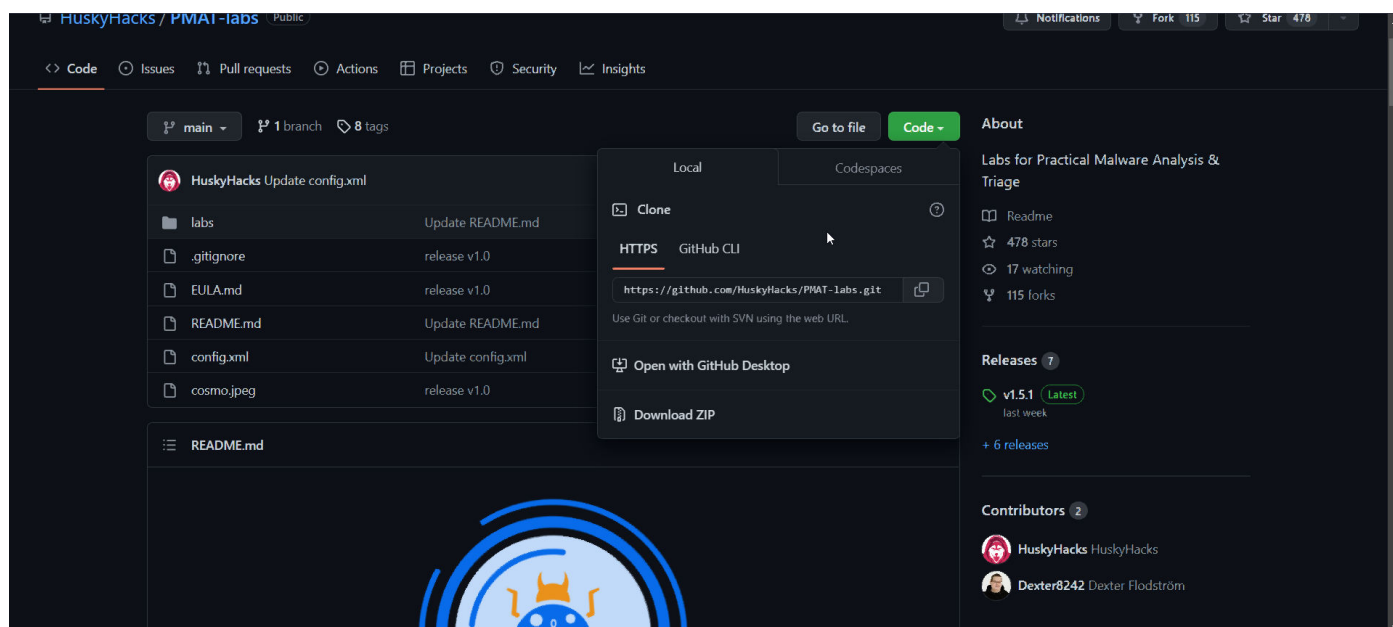 HuskyHacks / PMAT-labs Public
Notifications Fork 115 Star 478
<> Code Issues Pull requests Actions Projects Security Insights
main 1 branch 8 tags Go to file Code
HuskyHacks Update config.xml
labs Update README.md
.gitignore release v1.0
EULA.md release v1.0
README.md Update README.md
config.xml Update config.xml
cosmo.jpeg release v1.0
README.md
Local Codespaces
Clone
HTTPS GitHub CLI
https://github.com/HuskyHacks/PMAT-labs.git
Use Git or checkout with SVN using the web URL.
Open with GitHub Desktop
Download ZIP
About
Labs for Practical Malware Analysis &
Triage
Readme
478 stars
17 watching
115 forks
Releases 7
v1.5.1 Latest
last week
+ 6 releases
Contributors 2
HuskyHacks HuskyHacks
Dexter8242 Dexter Flodström